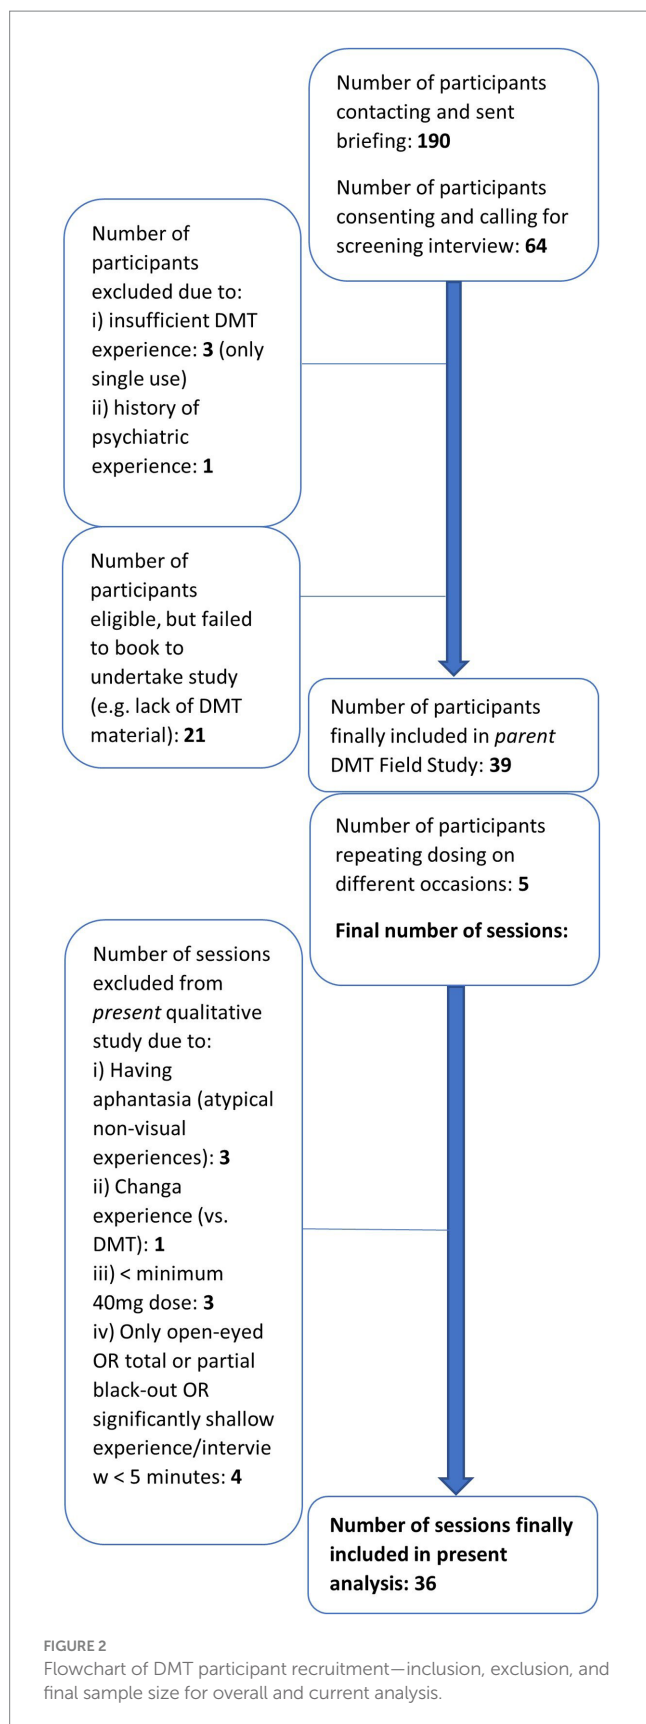 Number of participants
contacting and sent
briefing: 190
Number of participants
consenting and calling for
screening interview: 64
Number of
participants
excluded due to:
i) insufficient DMT
experience: 3 (only
single use)
ii) history of
psychiatric
experience: 1
Number of
participants
eligible, but failed
to book to
undertake study
(e.g. lack of DMT
material): 21
Number of participants
finally included in parent
DMT Field Study: 39
Number of participants
repeating dosing on
different occasions: 5
Final number of sessions:
Number of sessions
excluded from
present qualitative
study due to:
i) Having
aphantasia (atypical
non-visual
experiences): 3
ii) Changa
experience (vs.
DMT): 1
iii) < minimum
40mg dose: 3
iv) Only open-eyed
OR total or partial
black-out OR
significantly shallow
experience/intervie
w < 5 minutes: 4
Number of sessions finally
included in present
analysis: 36
FIGURE 2
Flowchart of DMT participant recruitment—inclusion, exclusion, and
final sample size for overall and current analysis.